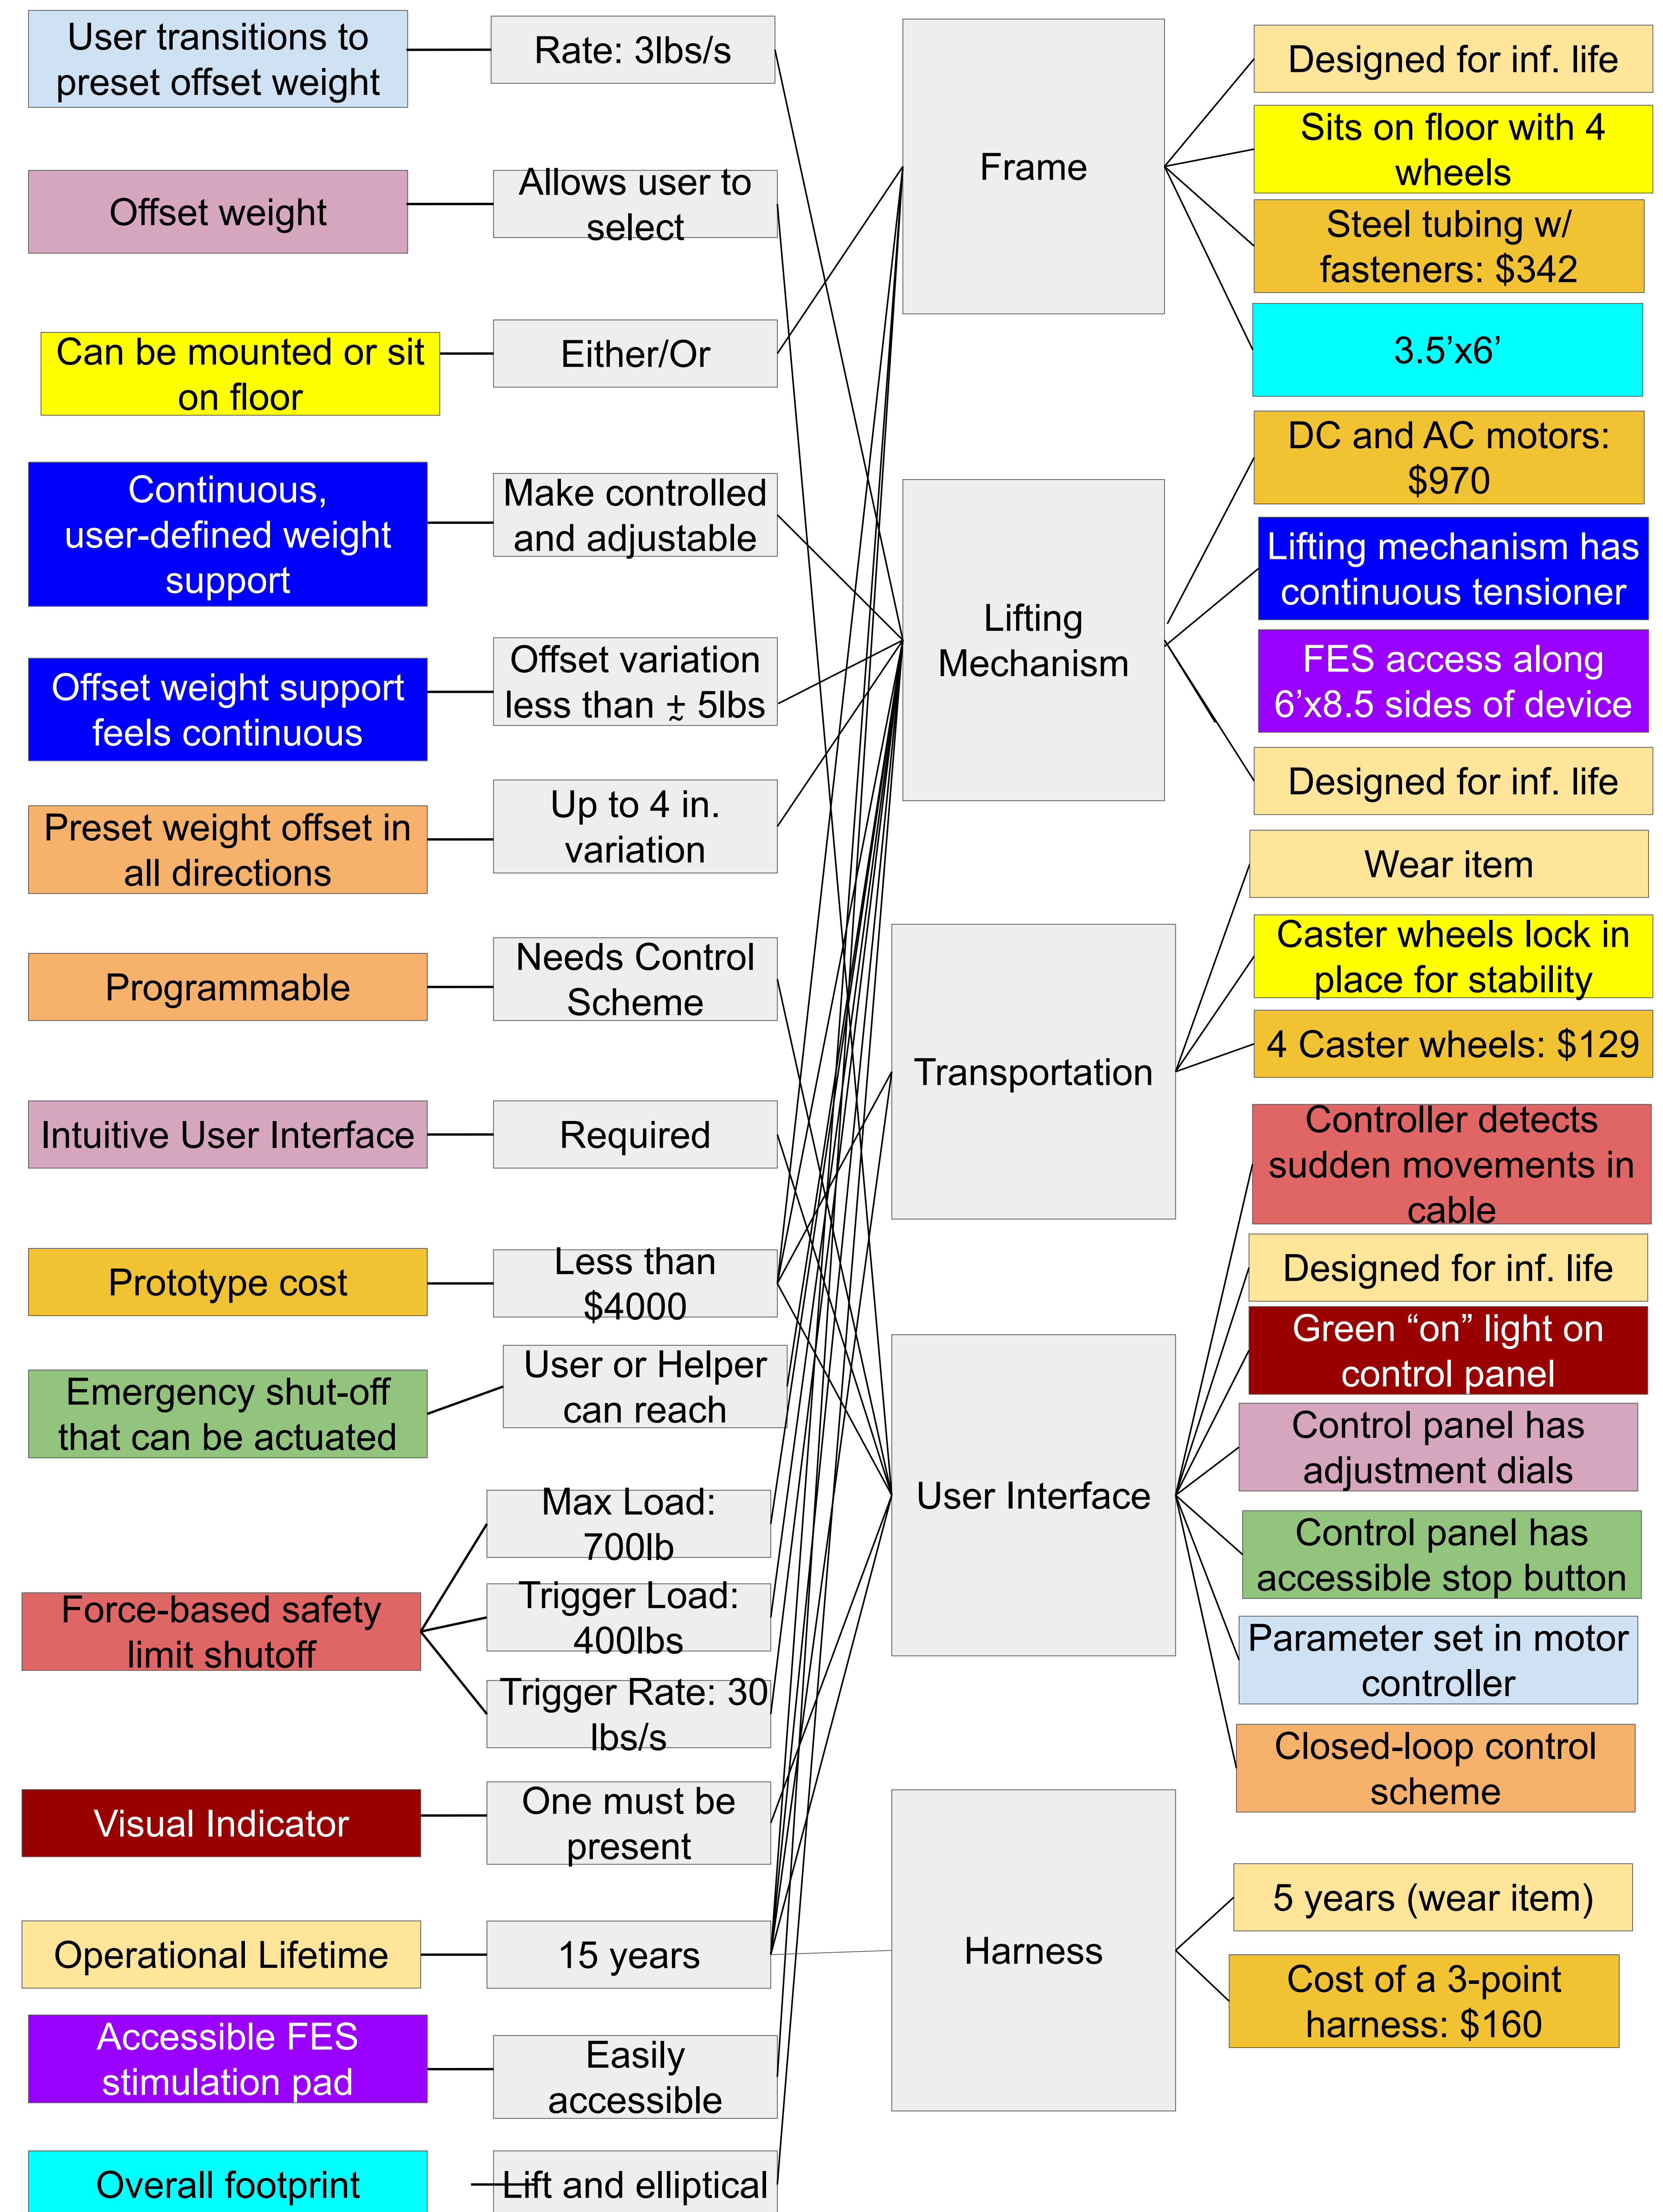 User transitions to
preset offset weight
Rate: 3lbs/s
Offset weight
Allows user to
select
Can be mounted or sit
on floor
Either/Or
Continuous,
user-defined weight
support
Make controlled
and adjustable
Offset weight support
feels continuous
Offset variation
less than ± 5lbs
Preset weight offset in
all directions
Up to 4 in.
variation
Programmable
Needs Control
Scheme
Intuitive User Interface
Required
Prototype cost
Less than
$4000
Emergency shut-off
that can be actuated
User or Helper
can reach
Force-based safety
limit shutoff
Max Load:
700lb
Trigger Load:
400lbs
Trigger Rate: 30
lbs/s
Visual Indicator
One must be
present
Operational Lifetime
15 years
Accessible FES
stimulation pad
Easily
accessible
Overall footprint
Lift and elliptical
Frame
Lifting
Mechanism
Transportation
User Interface
Harness
Designed for inf. life
Sits on floor with 4
wheels
Steel tubing w/
fasteners: $342
3.5’x6’
DC and AC motors:
$970
Lifting mechanism has
continuous tensioner
FES access along
6’x8.5 sides of device
Designed for inf. life
Wear item
Caster wheels lock in
place for stability
4 Caster wheels: $129
Controller detects
sudden movements in
cable
Designed for inf. life
Green “on” light on
control panel
Control panel has
adjustment dials
Control panel has
accessible stop button
Parameter set in motor
controller
Closed-loop control
scheme
5 years (wear item)
Cost of a 3-point
harness: $160